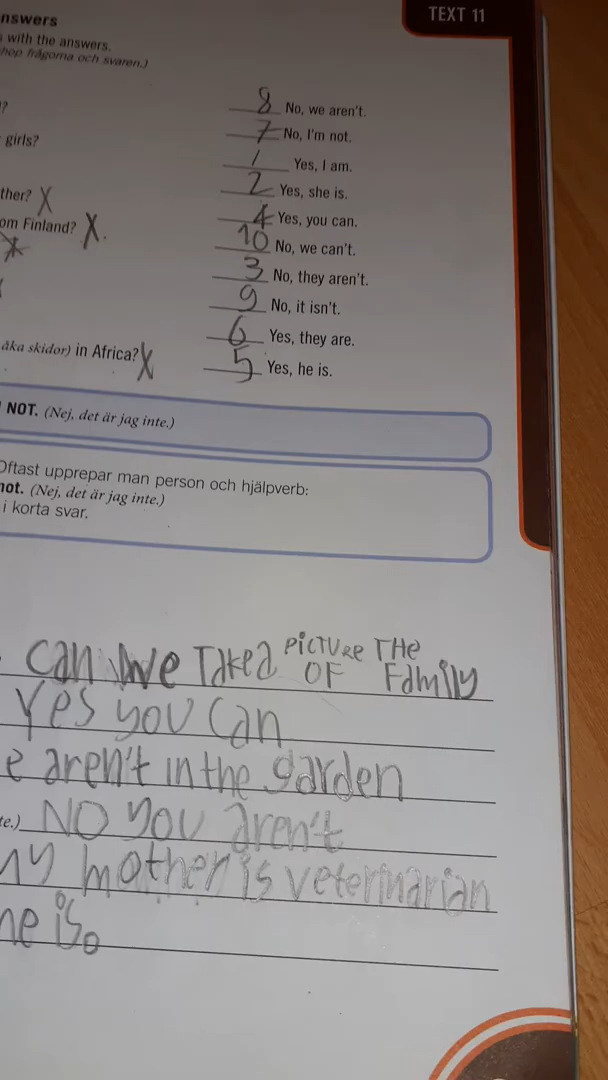 TEXT 11
nswers
with the answers.
hop frågorna och svaren.)
?
girls?
ther? X
om Finland? X.
åka skidor) in Africa? X
8 No, we aren't.
7 No, I'm not.
1 Yes, I am.
2 Yes, she is.
4 Yes, you can.
10 No, we can't.
3 No, they aren't.
9 No, it isn't.
6 Yes, they are.
5 Yes, he is.
NOT. (Nej, det är jag inte.)
Oftast upprepar man person och hjälpverb:
not. (Nej, det är jag inte.)
i korta svar.
can we Take a PICTURE OF THE Family
Yes you can
e aren't in the garden
te.) NO you aren't
my mother is veterinarian
he is.